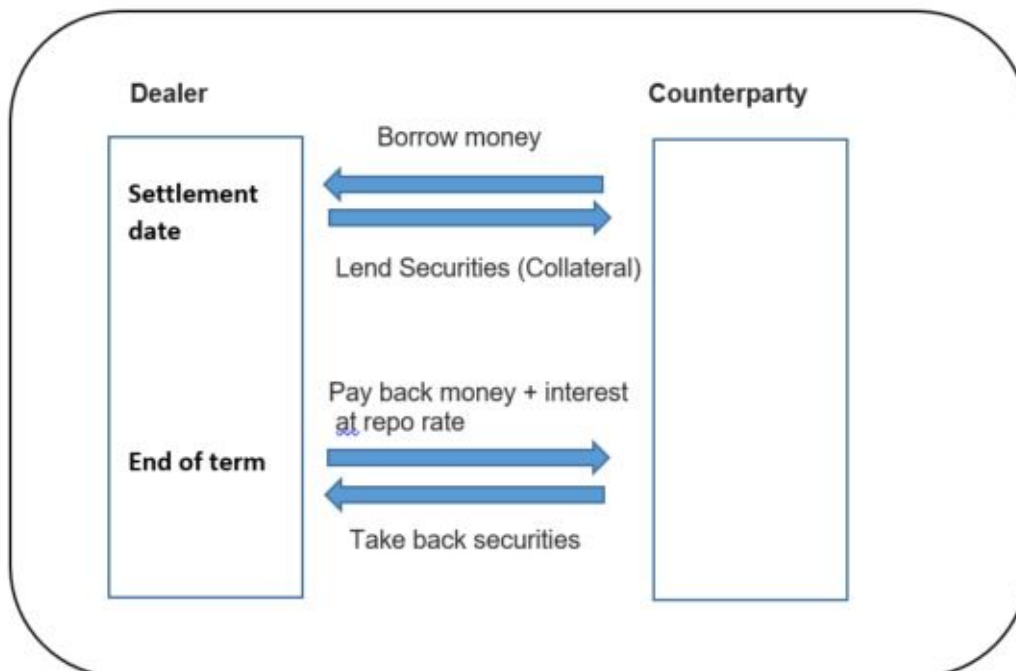 Dealer
Counterparty
Borrow money
Settlement
date
Lend Securities (Collateral)
Pay back money + interest
at repo rate
End of term
Take back securities